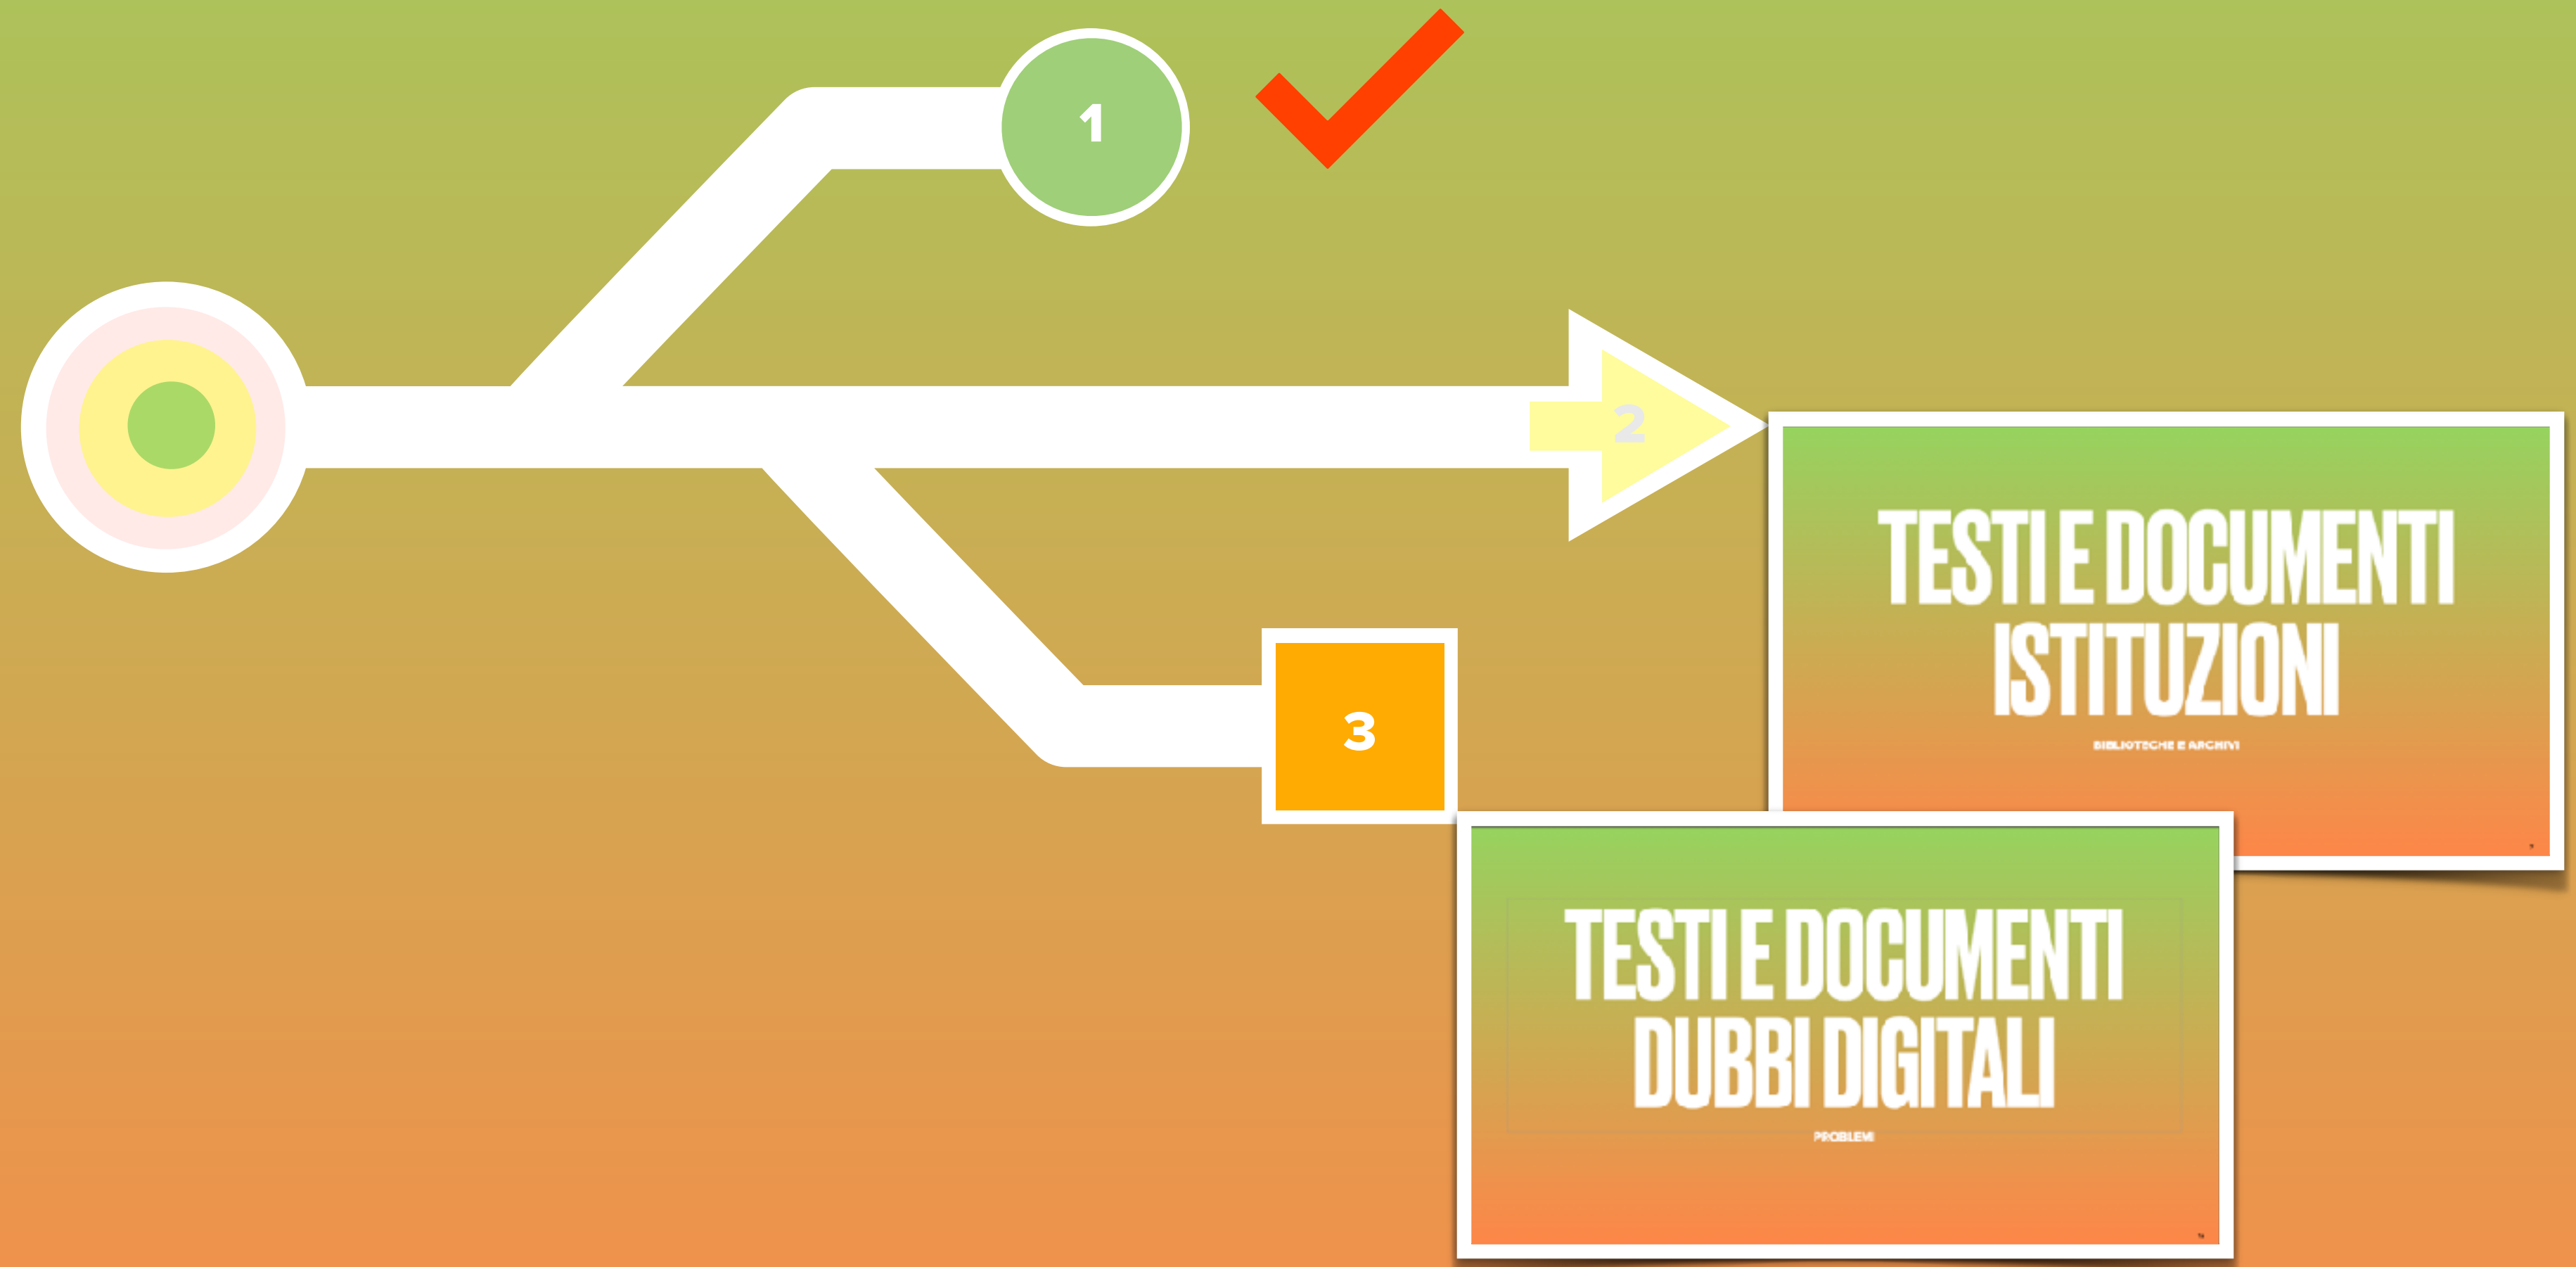 1
2
3
TESTI E DOCUMENTI
ISTITUZIONI
BIBLIOTECHE E ARCHIVI
TESTI E DOCUMENTI
DUBBI DIGITALI
PROBLEMI